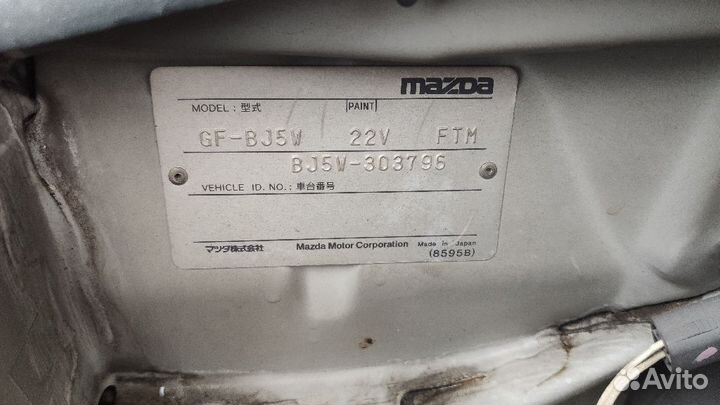 mazda
MODEL : 型式 PAINT
GF-BJ5W 22V FTM
BJ5W-303796
VEHICLE ID. NO. : 車台番号
マツダ株式会社 Mazda Motor Corporation Made in Japan
(8595B)
Avito